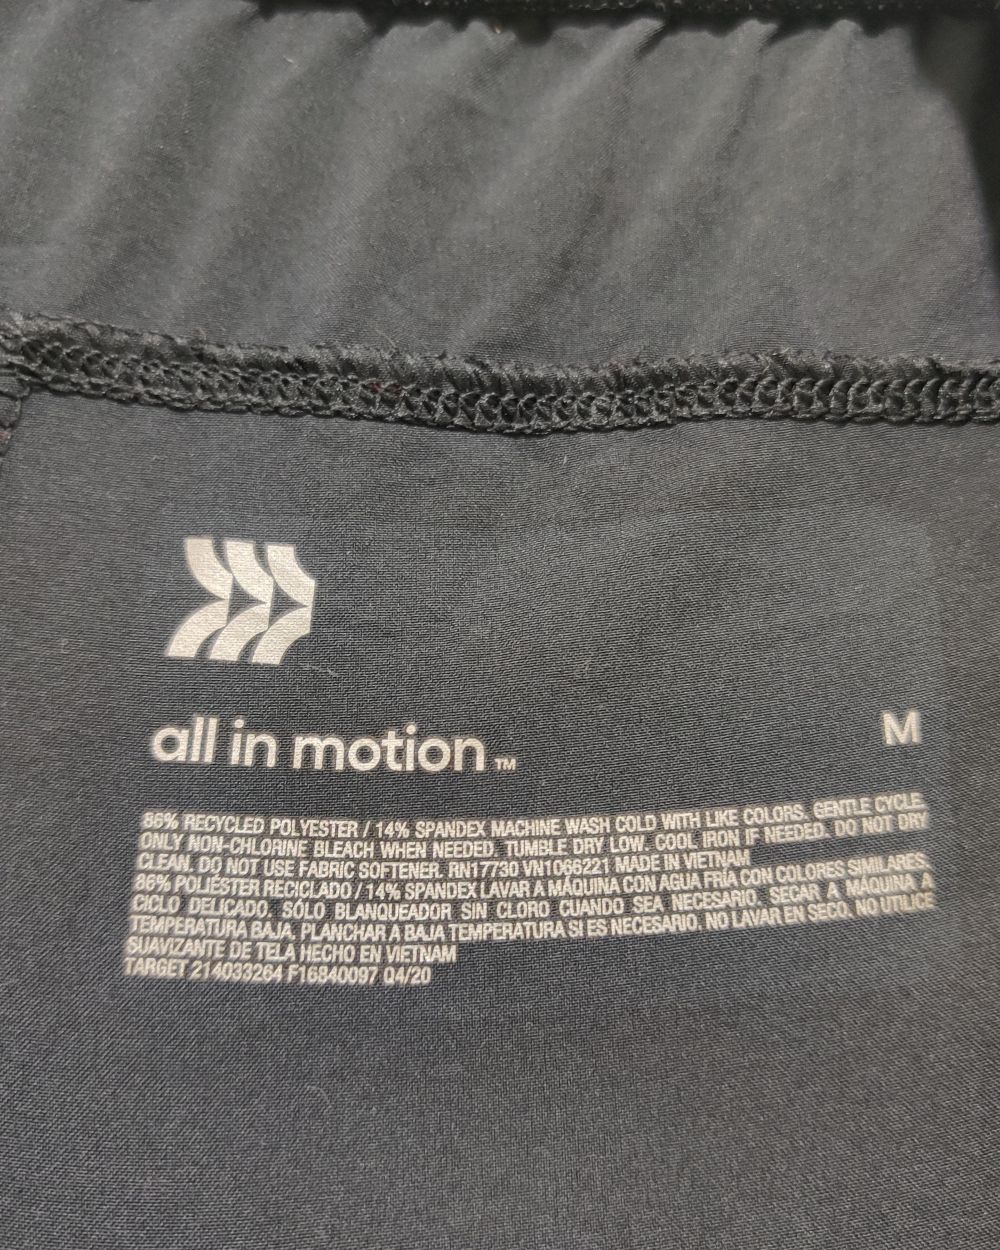 all in motion™
M
86% RECYCLED POLYESTER / 14% SPANDEX MACHINE WASH COLD WITH LIKE COLORS. GENTLE CYCLE.
ONLY NON-CHLORINE BLEACH WHEN NEEDED. TUMBLE DRY LOW. COOL IRON IF NEEDED. DO NOT DRY
CLEAN. DO NOT USE FABRIC SOFTENER. RN17730 VN1066221 MADE IN VIETNAM
86% POLIÉSTER RECICLADO / 14% SPANDEX LAVAR A MÁQUINA CON AGUA FRÍA CON COLORES SIMILARES.
CICLO DELICADO. SÓLO BLANQUEADOR SIN CLORO CUANDO SEA NECESARIO. SECAR A MÁQUINA A
TEMPERATURA BAJA. PLANCHAR A BAJA TEMPERATURA SI ES NECESARIO. NO LAVAR EN SECO. NO UTILICE
SUAVIZANTE DE TELA HECHO EN VIETNAM
TARGET 214033264 F16840097 Q4/20